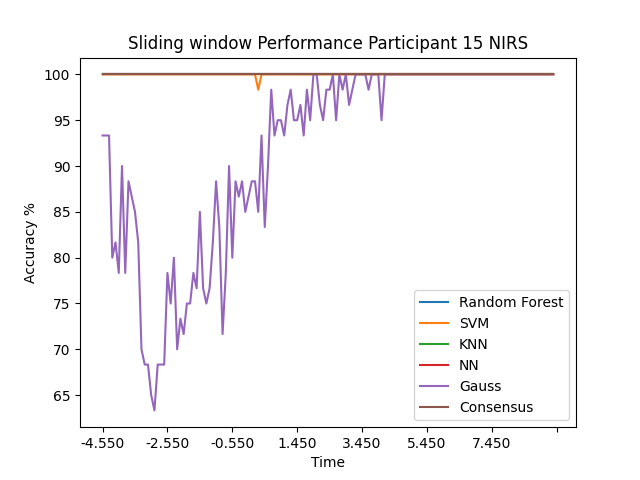 Sliding window Performance Participant 15 NIRS
Accuracy %
100
95
90
85
80
75
70
65
-4.550 -2.550 -0.550 1.450 3.450 5.450 7.450
Time
Random Forest
SVM
KNN
NN
Gauss
Consensus